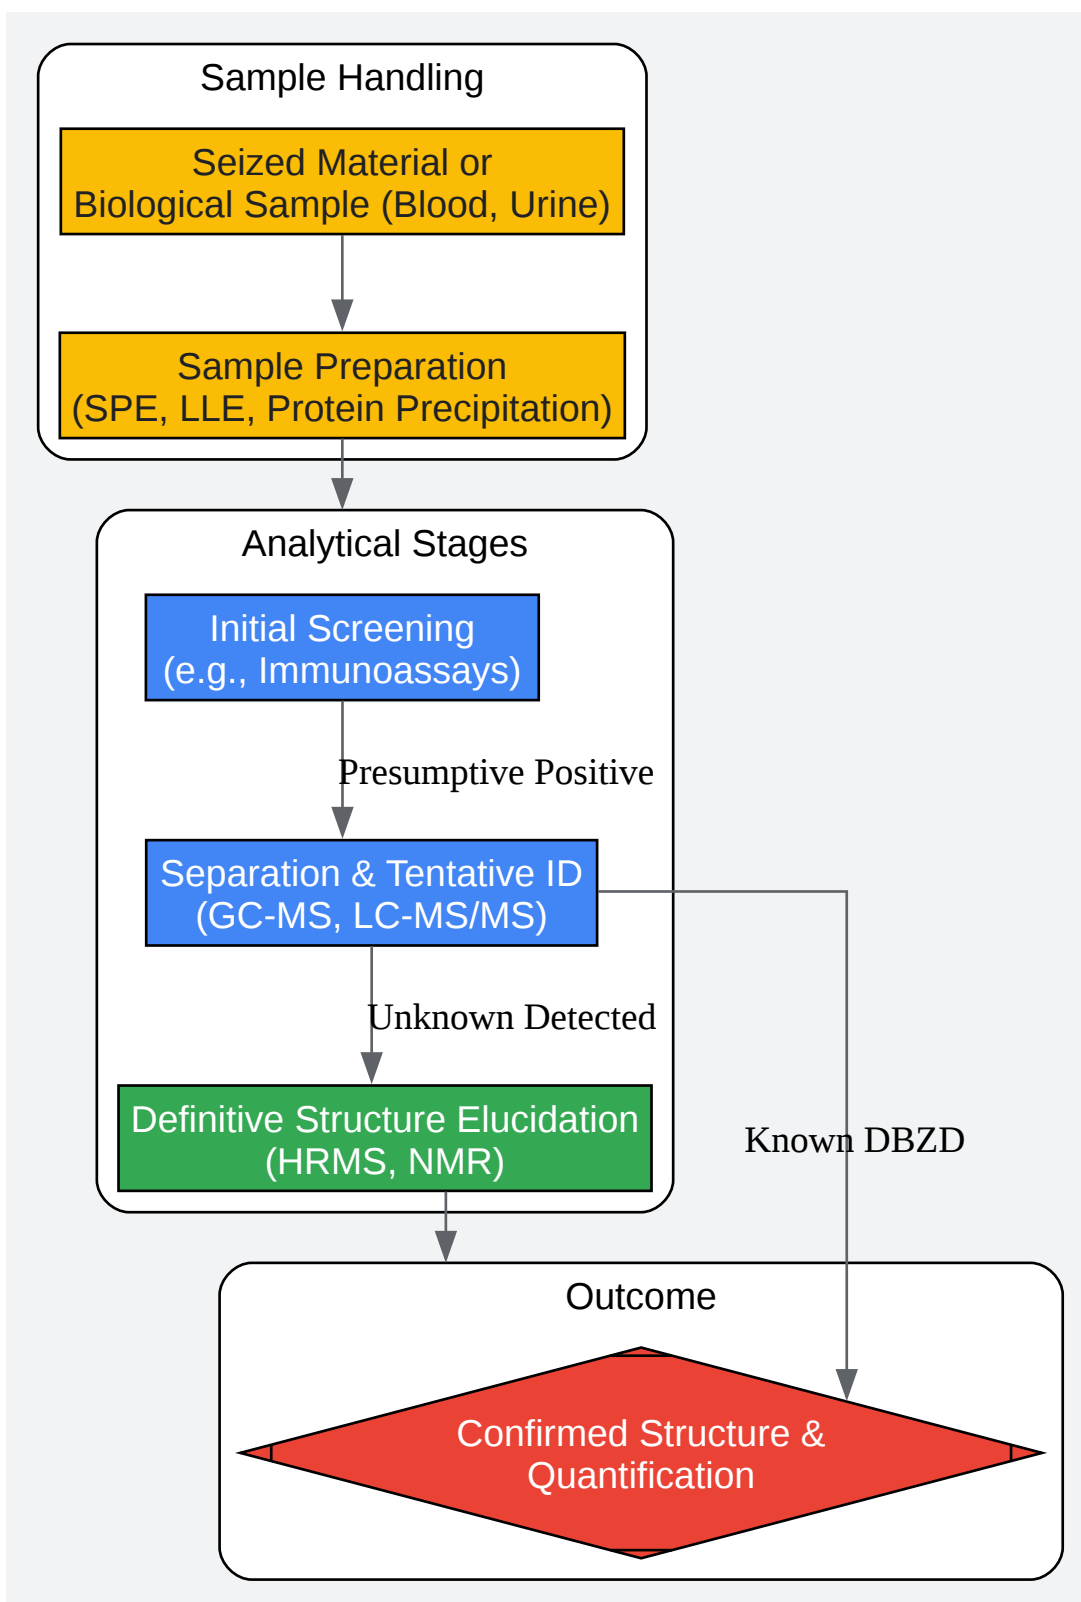 Sample Handling
Seized Material or
Biological Sample (Blood, Urine)
Sample Preparation
(SPE, LLE, Protein Precipitation)
Analytical Stages
Initial Screening
(e.g., Immunoassays)
Presumptive Positive
Separation & Tentative ID
(GC-MS, LC-MS/MS)
Unknown Detected
Definitive Structure Elucidation
(HRMS, NMR)
Known DBZD
Outcome
Confirmed Structure &
Quantification